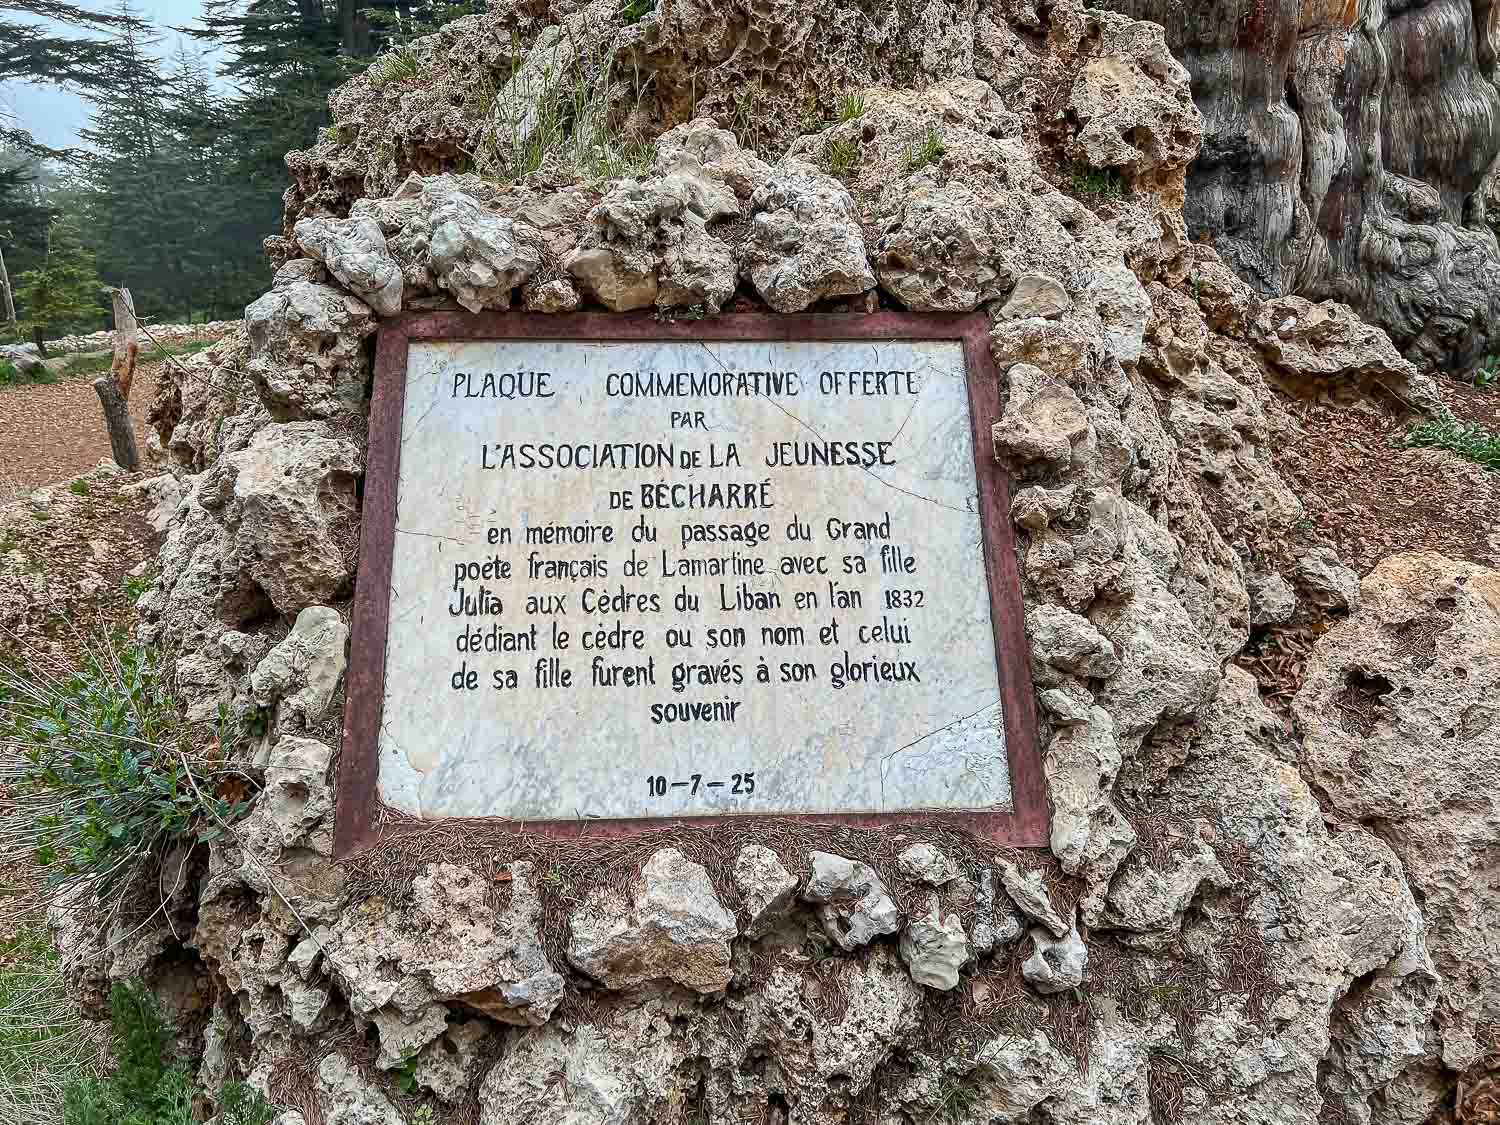 PLAQUE COMMEMORATIVE OFFERTE
PAR
L'ASSOCIATION DE LA JEUNESSE
DE BÉCHARRÉ
en mémoire du passage du Grand
poète français de Lamartine avec sa fille
Julia aux Cèdres du Liban en l'an 1832
dédiant le cèdre ou son nom et celui
de sa fille furent gravés à son glorieux
souvenir
10-7-25